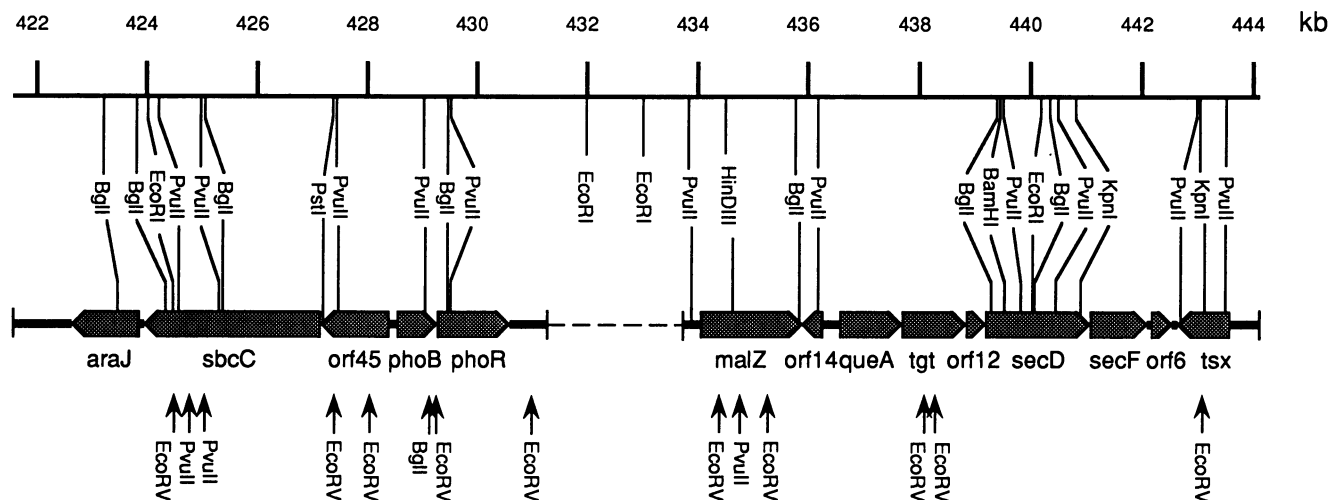 422 424 426 428 430 432 434 436 438 440 442 444 kb
BglI BglI EcoRI PvuII PvuII BglI PstI PvuII PvuII BglI PvuII EcoRI EcoRI PvuII HinDIII BglI PvuII BglI BamHI PvuII EcoRI BglI PvuII KpnI PvuII KpnI PvuII
araJ sbcC orf45 phoB phoR malZ orf14 queA tgt orf12 secD secF orf6 tsx
EcoRV PvuII PvuII EcoRV EcoRV BglI EcoRV EcoRV EcoRV PvuII EcoRV EcoRV EcoRV EcoRV